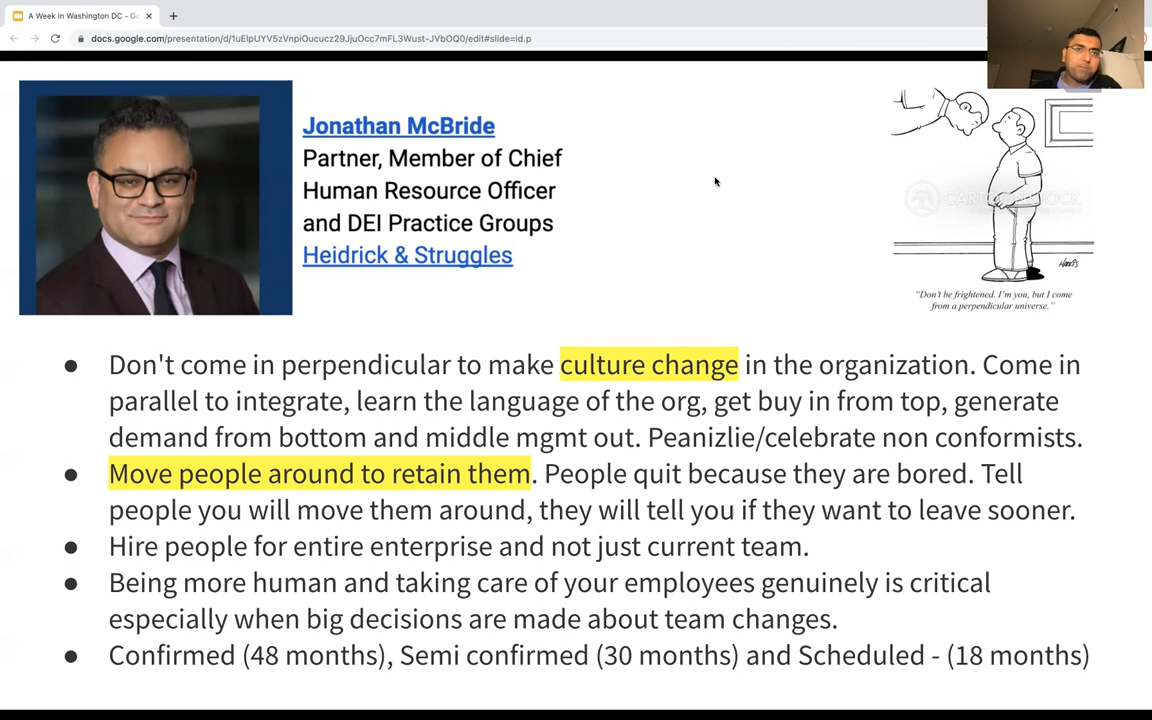 A Week in Washington DC - Go
docs.google.com/presentation/d/1uElpUYV5zVnpiOucucz29JjuOcc7mFL3Wust-JVbOQ0/edit#slide=id.p
Jonathan McBride
Partner, Member of Chief
Human Resource Officer
and DEI Practice Groups
Heidrick & Struggles
CARTOONSTOCK
"Don't be frightened. I'm you, but I come
from a perpendicular universe."
Don't come in perpendicular to make culture change in the organization. Come in
parallel to integrate, learn the language of the org, get buy in from top, generate
demand from bottom and middle mgmt out. Peanizlie/celebrate non conformists.
Move people around to retain them. People quit because they are bored. Tell
people you will move them around, they will tell you if they want to leave sooner.
Hire people for entire enterprise and not just current team.
Being more human and taking care of your employees genuinely is critical
especially when big decisions are made about team changes.
Confirmed (48 months), Semi confirmed (30 months) and Scheduled - (18 months)